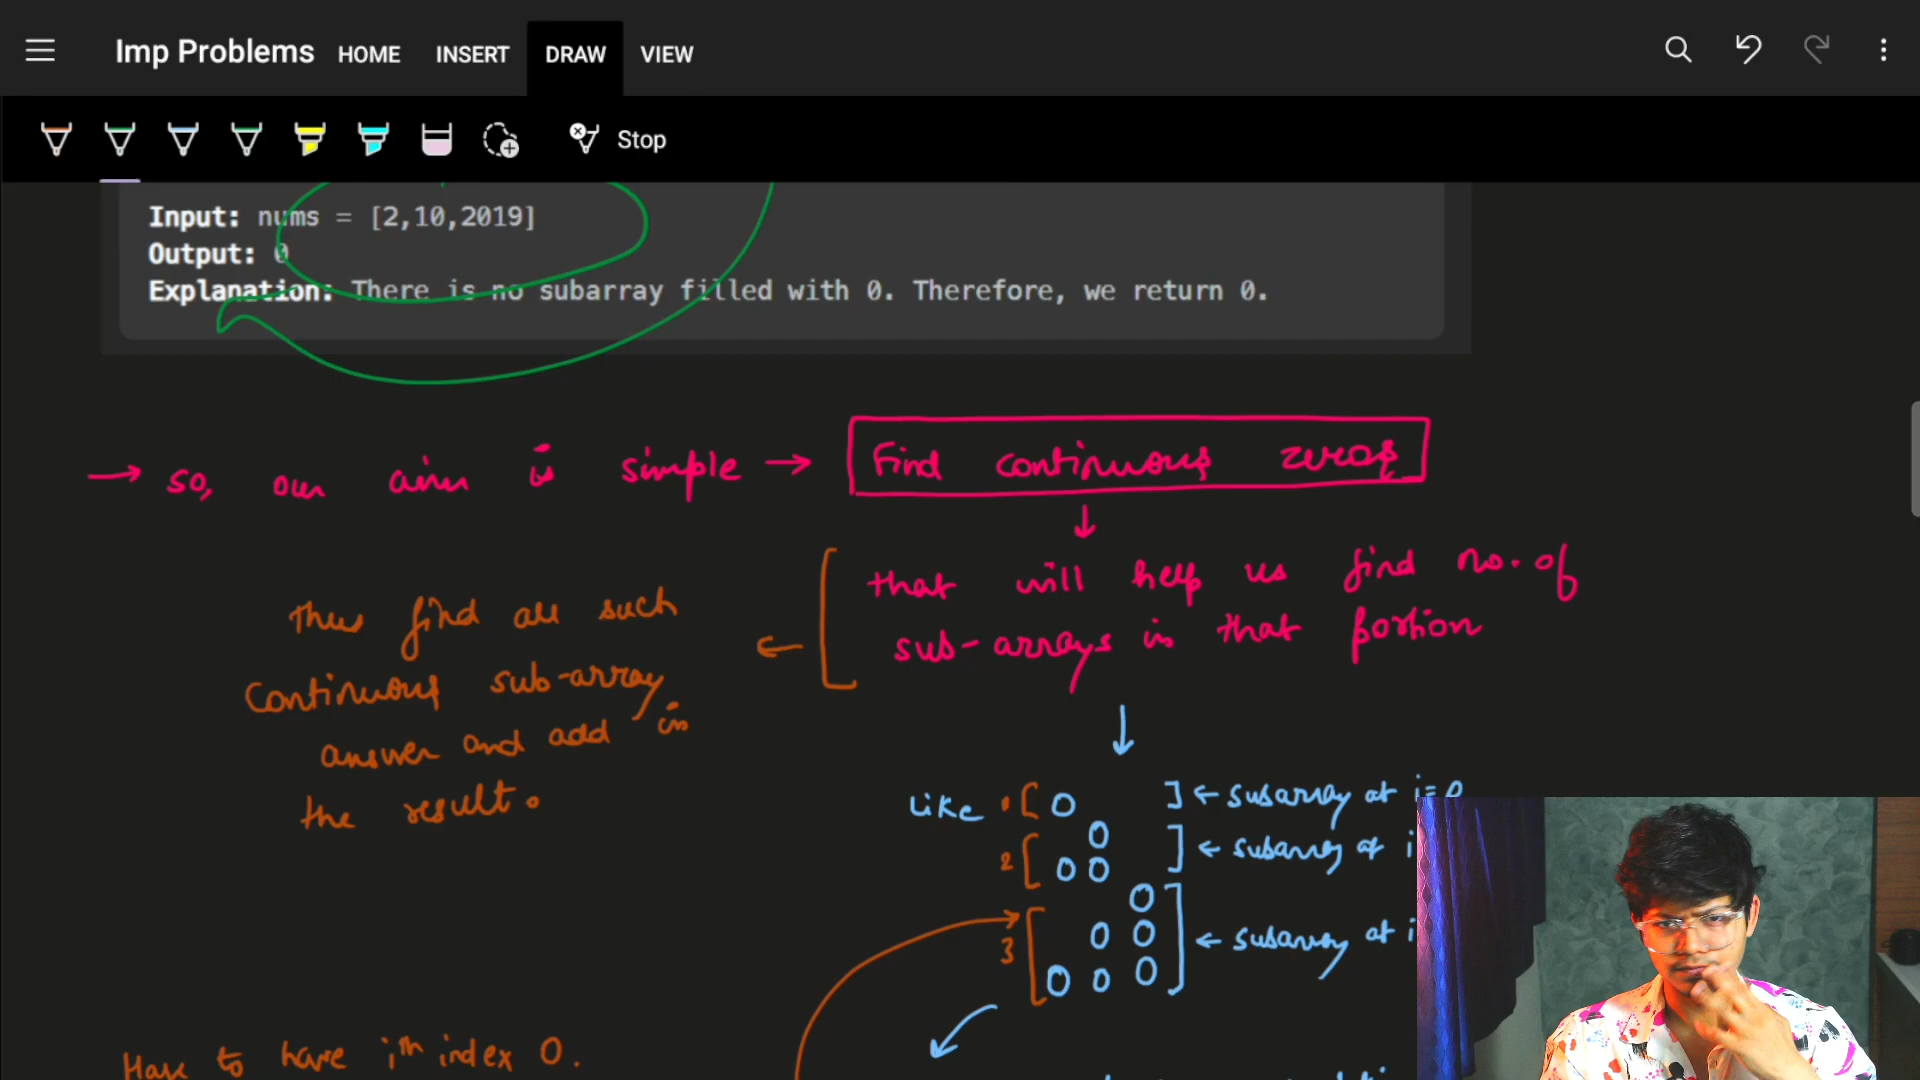 Imp Problems HOME INSERT DRAW VIEW
Stop
Input: nums = [2,10,2019]
Output: 0
Explanation: There is no subarray filled with 0. Therefore, we return 0.
→ so, our aim is simple → Find continuous zeros
↓
that will help us find no. of
sub-arrays in that portion
←
Thus find all such
continuous sub-array
answer and add in
the result.
↓
Like 1 [ 0 ] ← subarray at i=0
0
2 [ 0 0 ] ← subarray at i
0
3 [ 0 0 ] ← subarray at i
0 0 0
Have to have ith index 0.